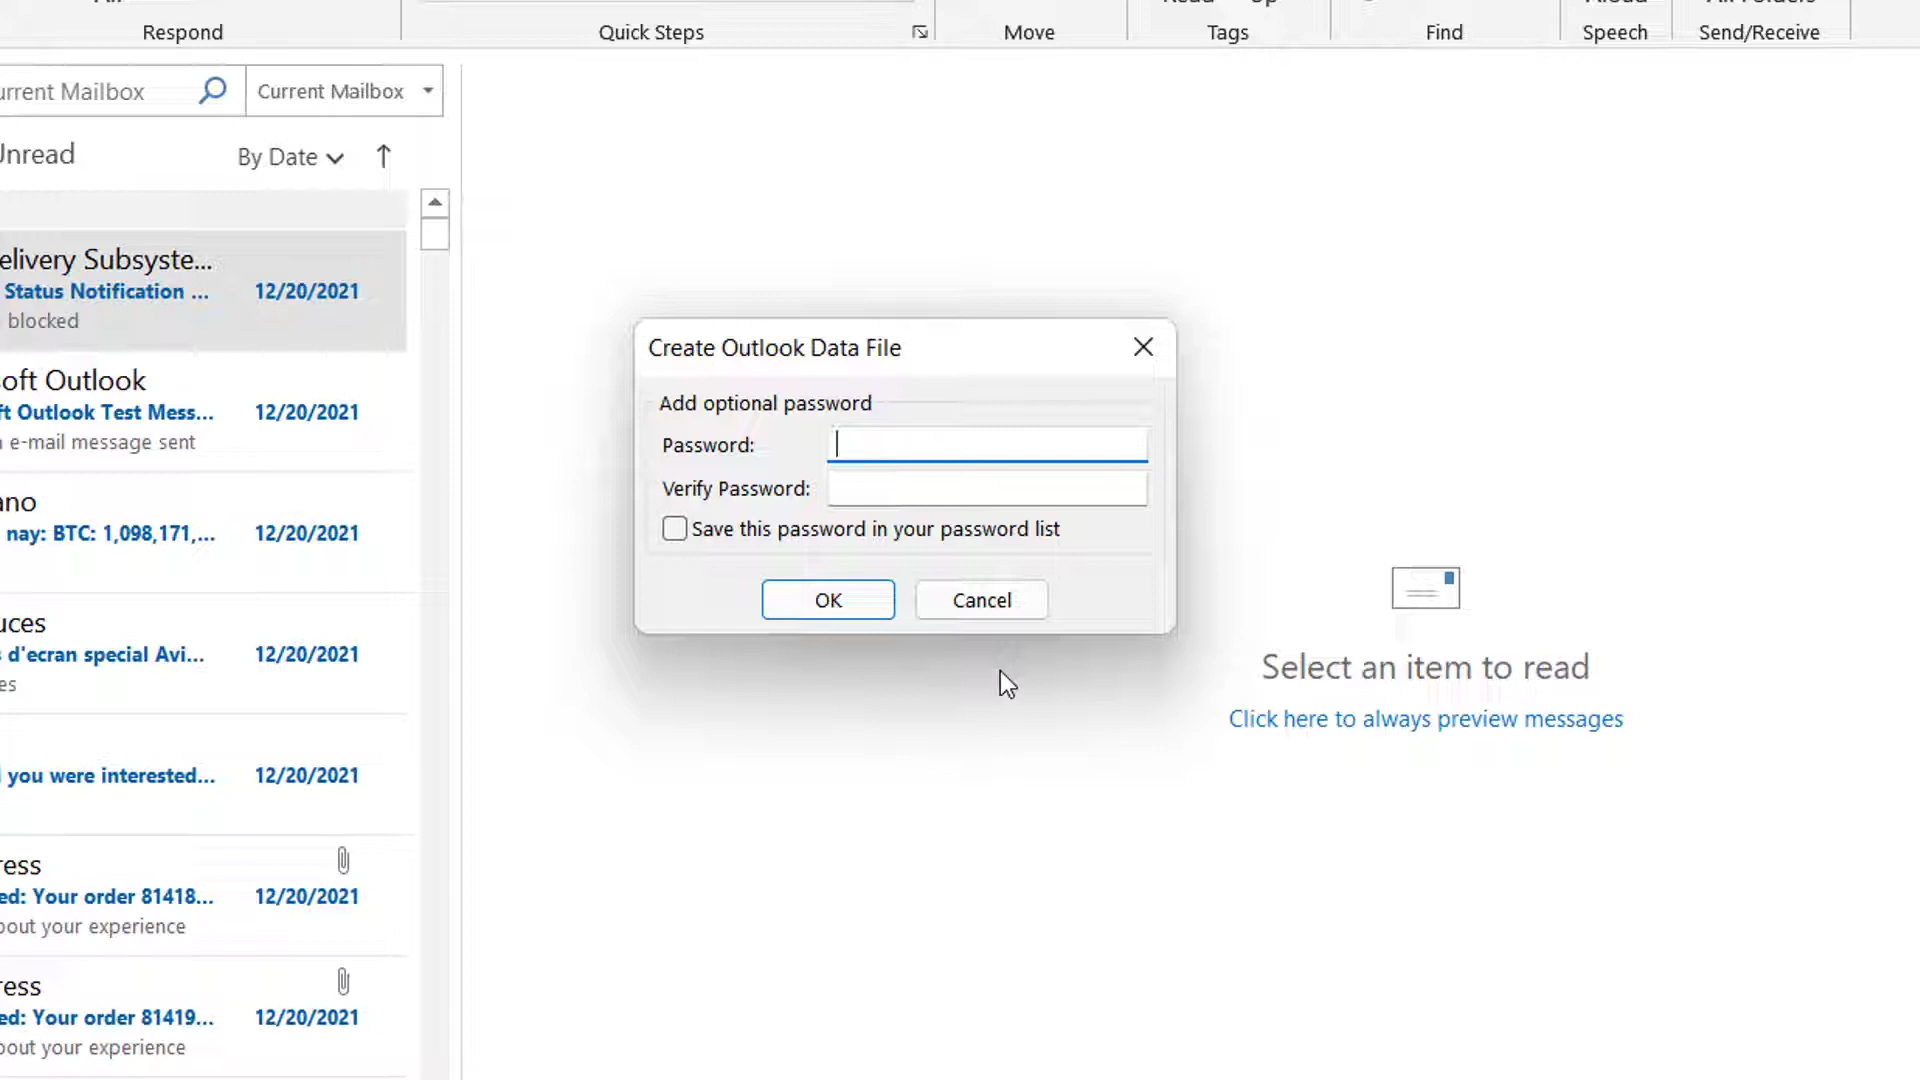 Respond
Quick Steps
Move
Tags
Find
Speech
Send/Receive
urrent Mailbox
Current Mailbox
Unread
By Date
elivery Subsyste...
Status Notification ...
12/20/2021
blocked
oft Outlook
ft Outlook Test Mess...
12/20/2021
e-mail message sent
ano
nay: BTC: 1,098,171,...
12/20/2021
uces
s d'ecran special Avi...
12/20/2021
es
you were interested...
12/20/2021
ress
ed: Your order 81418...
12/20/2021
bout your experience
ress
ed: Your order 81419...
12/20/2021
bout your experience
Create Outlook Data File
Add optional password
Password:
Verify Password:
Save this password in your password list
OK
Cancel
Select an item to read
Click here to always preview messages